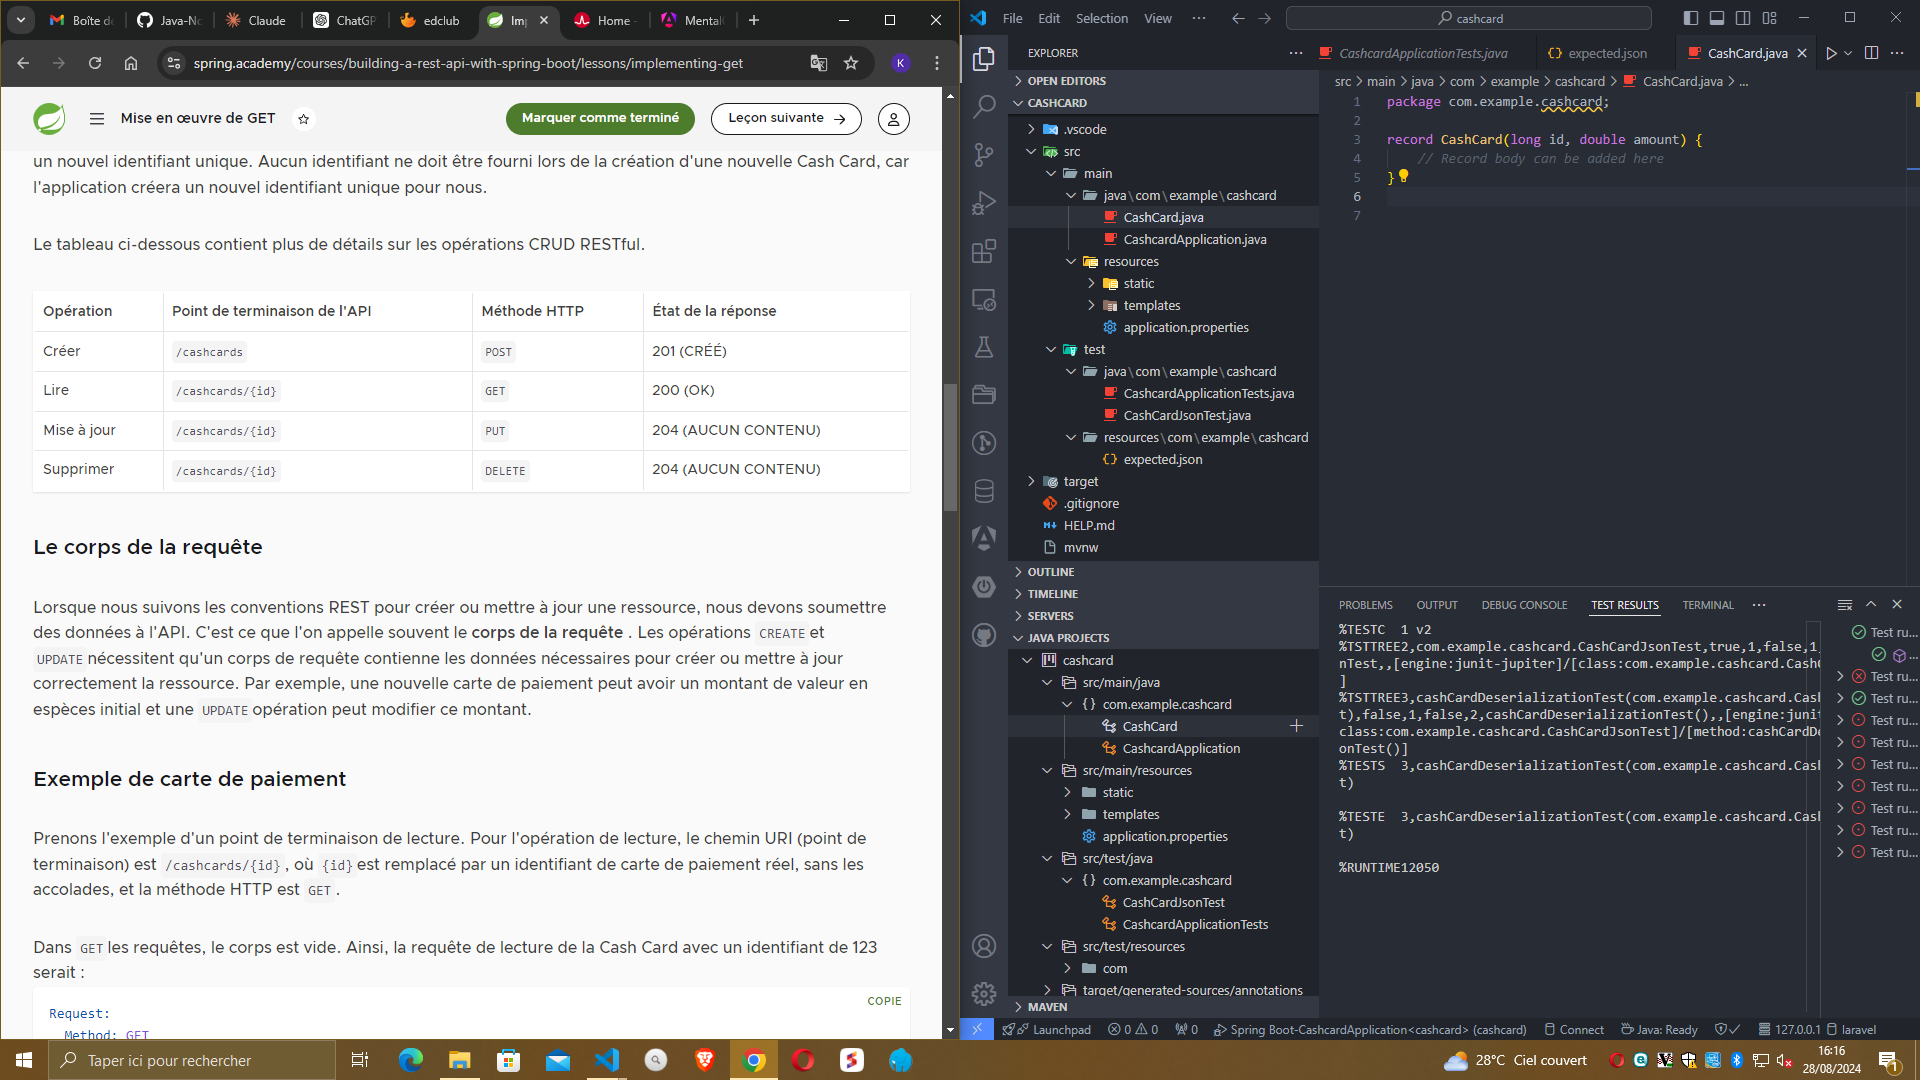 Boîte de
Java-No
Claude
ChatGP
edclub
Imp
Home -
Mental
spring.academy/courses/building-a-rest-api-with-spring-boot/lessons/implementing-get
K
Mise en œuvre de GET
Marquer comme terminé
Leçon suivante
un nouvel identifiant unique. Aucun identifiant ne doit être fourni lors de la création d'une nouvelle Cash Card, car
l'application créera un nouvel identifiant unique pour nous.
Le tableau ci-dessous contient plus de détails sur les opérations CRUD RESTful.
Opération Point de terminaison de l'API Méthode HTTP État de la réponse
Créer /cashcards POST 201 (CRÉÉ)
Lire /cashcards/{id} GET 200 (OK)
Mise à jour /cashcards/{id} PUT 204 (AUCUN CONTENU)
Supprimer /cashcards/{id} DELETE 204 (AUCUN CONTENU)
Le corps de la requête
Lorsque nous suivons les conventions REST pour créer ou mettre à jour une ressource, nous devons soumettre
des données à l'API. C'est ce que l'on appelle souvent le corps de la requête . Les opérations CREATE et
UPDATE nécessitent qu'un corps de requête contienne les données nécessaires pour créer ou mettre à jour
correctement la ressource. Par exemple, une nouvelle carte de paiement peut avoir un montant de valeur en
espèces initial et une UPDATE opération peut modifier ce montant.
Exemple de carte de paiement
Prenons l'exemple d'un point de terminaison de lecture. Pour l'opération de lecture, le chemin URI (point de
terminaison) est /cashcards/{id} , où {id} est remplacé par un identifiant de carte de paiement réel, sans les
accolades, et la méthode HTTP est GET .
Dans GET les requêtes, le corps est vide. Ainsi, la requête de lecture de la Cash Card avec un identifiant de 123
serait :
COPIE
Request:
Method: GET
File Edit Selection View ···
cashcard
EXPLORER
OPEN EDITORS
CASHCARD
.vscode
src
main
java\com\example\cashcard
CashCard.java
CashcardApplication.java
resources
static
templates
application.properties
test
java\com\example\cashcard
CashcardApplicationTests.java
CashCardJsonTest.java
resources\com\example\cashcard
expected.json
target
.gitignore
HELP.md
mvnw
OUTLINE
TIMELINE
SERVERS
JAVA PROJECTS
cashcard
src/main/java
com.example.cashcard
CashCard
CashcardApplication
src/main/resources
static
templates
application.properties
src/test/java
com.example.cashcard
CashCardJsonTest
CashcardApplicationTests
src/test/resources
com
target/generated-sources/annotations
MAVEN
CashcardApplicationTests.java
expected.json
CashCard.java
src > main > java > com > example > cashcard > CashCard.java > ...
1 package com.example.cashcard;
2
3 record CashCard(long id, double amount) {
4 // Record body can be added here
5 }
6
7
PROBLEMS OUTPUT DEBUG CONSOLE TEST RESULTS TERMINAL ···
%TESTC 1 v2
%TSTTREE2,com.example.cashcard.CashCardJsonTest,true,1,false,1,
nTest,,[engine:junit-jupiter]/[class:com.example.cashcard.CashC
]
%TSTTREE3,cashCardDeserializationTest(com.example.cashcard.Cash
t),false,1,false,2,cashCardDeserializationTest(),,[engine:junit
class:com.example.cashcard.CashCardJsonTest]/[method:cashCardDe
onTest()]
%TESTS 3,cashCardDeserializationTest(com.example.cashcard.Cas
t)
%TESTE 3,cashCardDeserializationTest(com.example.cashcard.Cas
t)
%RUNTIME12050
Test ru...
...
Test ru...
Test ru...
Test ru...
Test ru...
Test ru...
Test ru...
Test ru...
Test ru...
Test ru...
Launchpad 0 0 0 Spring Boot-CashcardApplication<cashcard> (cashcard) Connect Java: Ready 127.0.0.1 laravel
Taper ici pour rechercher
28°C Ciel couvert
16:16
28/08/2024
1